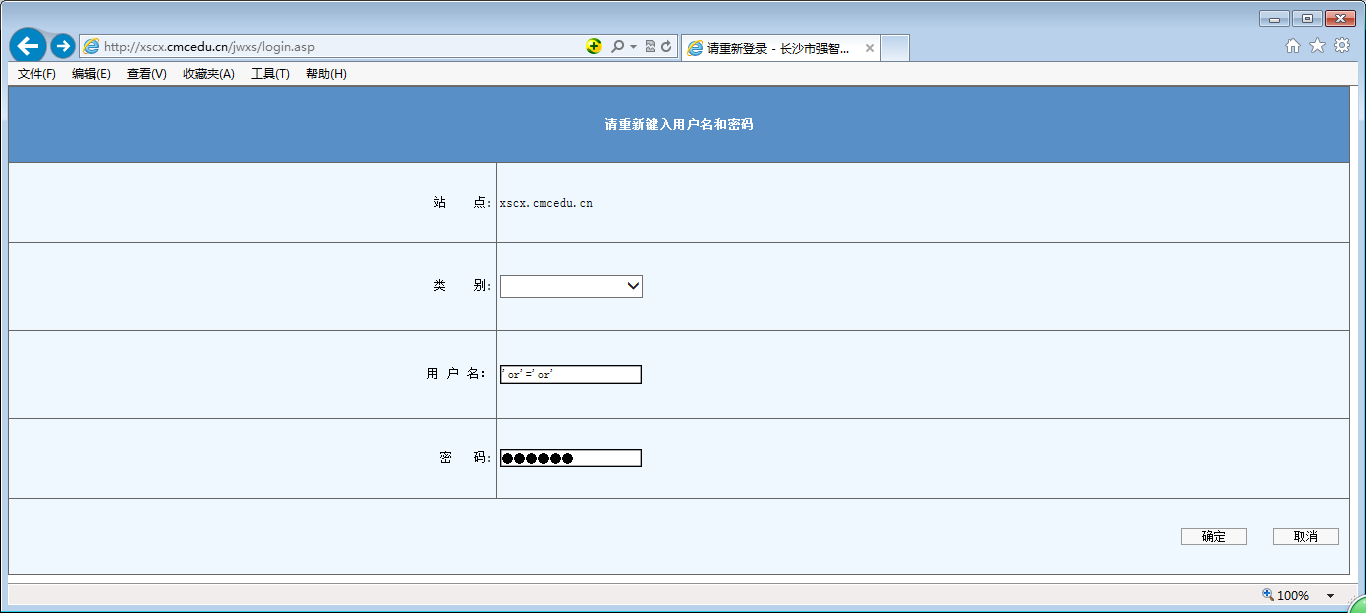 http://xscx.cmcedu.cn/jwxs/login.asp
请重新登录 - 长沙市强智...
文件(F) 编辑(E) 查看(V) 收藏夹(A) 工具(T) 帮助(H)
请重新键入用户名和密码
站 点: xscx.cmcedu.cn
类 别:
用 户 名: 'or'='or'
密 码: ●●●●●●
确定 取消
100%